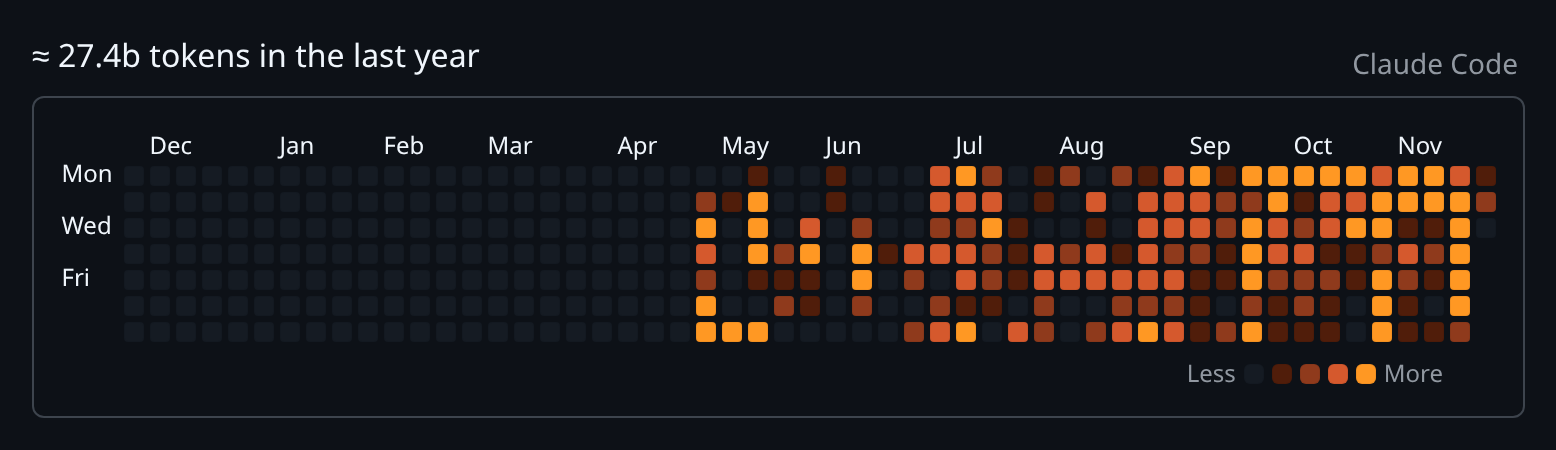 ≈ 27.4b tokens in the last year
Claude Code
Dec Jan Feb Mar Apr May Jun Jul Aug Sep Oct Nov
Mon
Wed
Fri
Less More